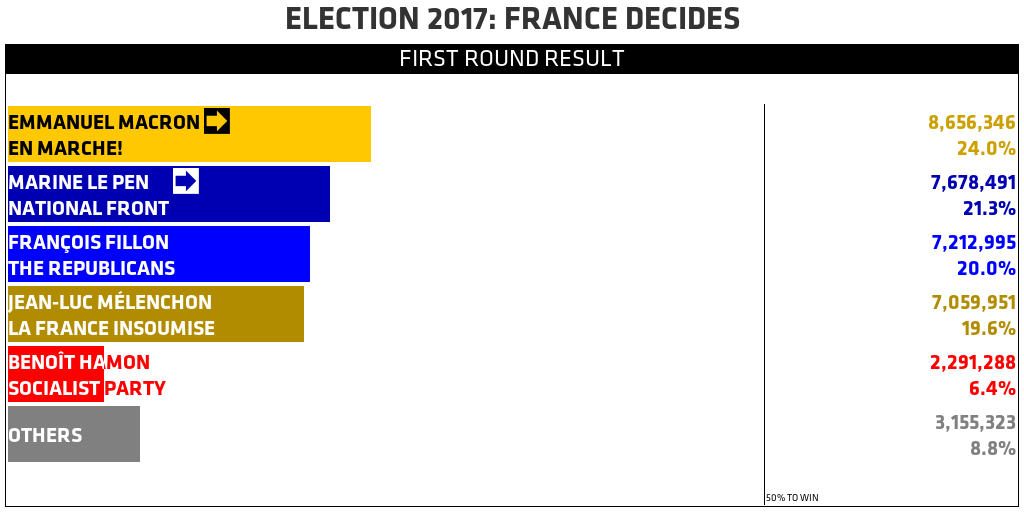 ELECTION 2017: FRANCE DECIDES
FIRST ROUND RESULT
EMMANUEL MACRON 8,656,346
EN MARCHE! 24.0%
MARINE LE PEN 7,678,491
NATIONAL FRONT 21.3%
FRANÇOIS FILLON 7,212,995
THE REPUBLICANS 20.0%
JEAN-LUC MÉLENCHON 7,059,951
LA FRANCE INSOUMISE 19.6%
BENOÎT HAMON 2,291,288
SOCIALIST PARTY 6.4%
OTHERS 3,155,323
8.8%
50% TO WIN